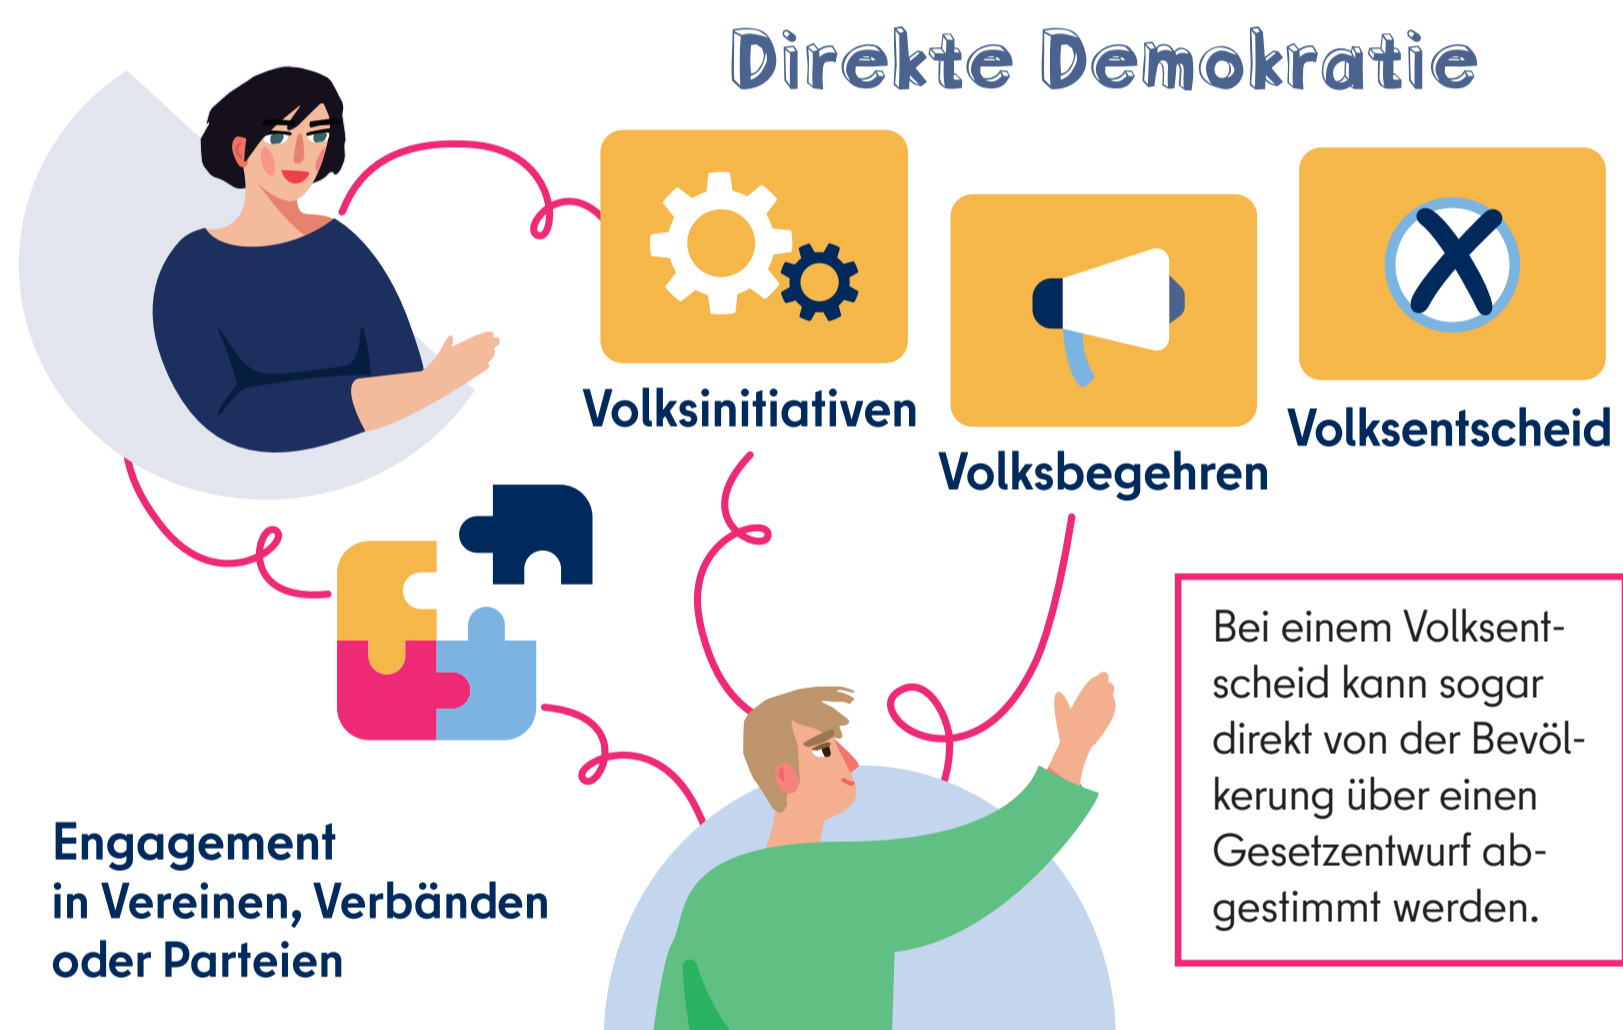 Direkte Demokratie
Volksinitiativen
Volksbegehren
Volksentscheid
Engagement
in Vereinen, Verbänden
oder Parteien
Bei einem Volksent-
scheid kann sogar
direkt von der Bevöl-
kerung über einen
Gesetzentwurf ab-
gestimmt werden.